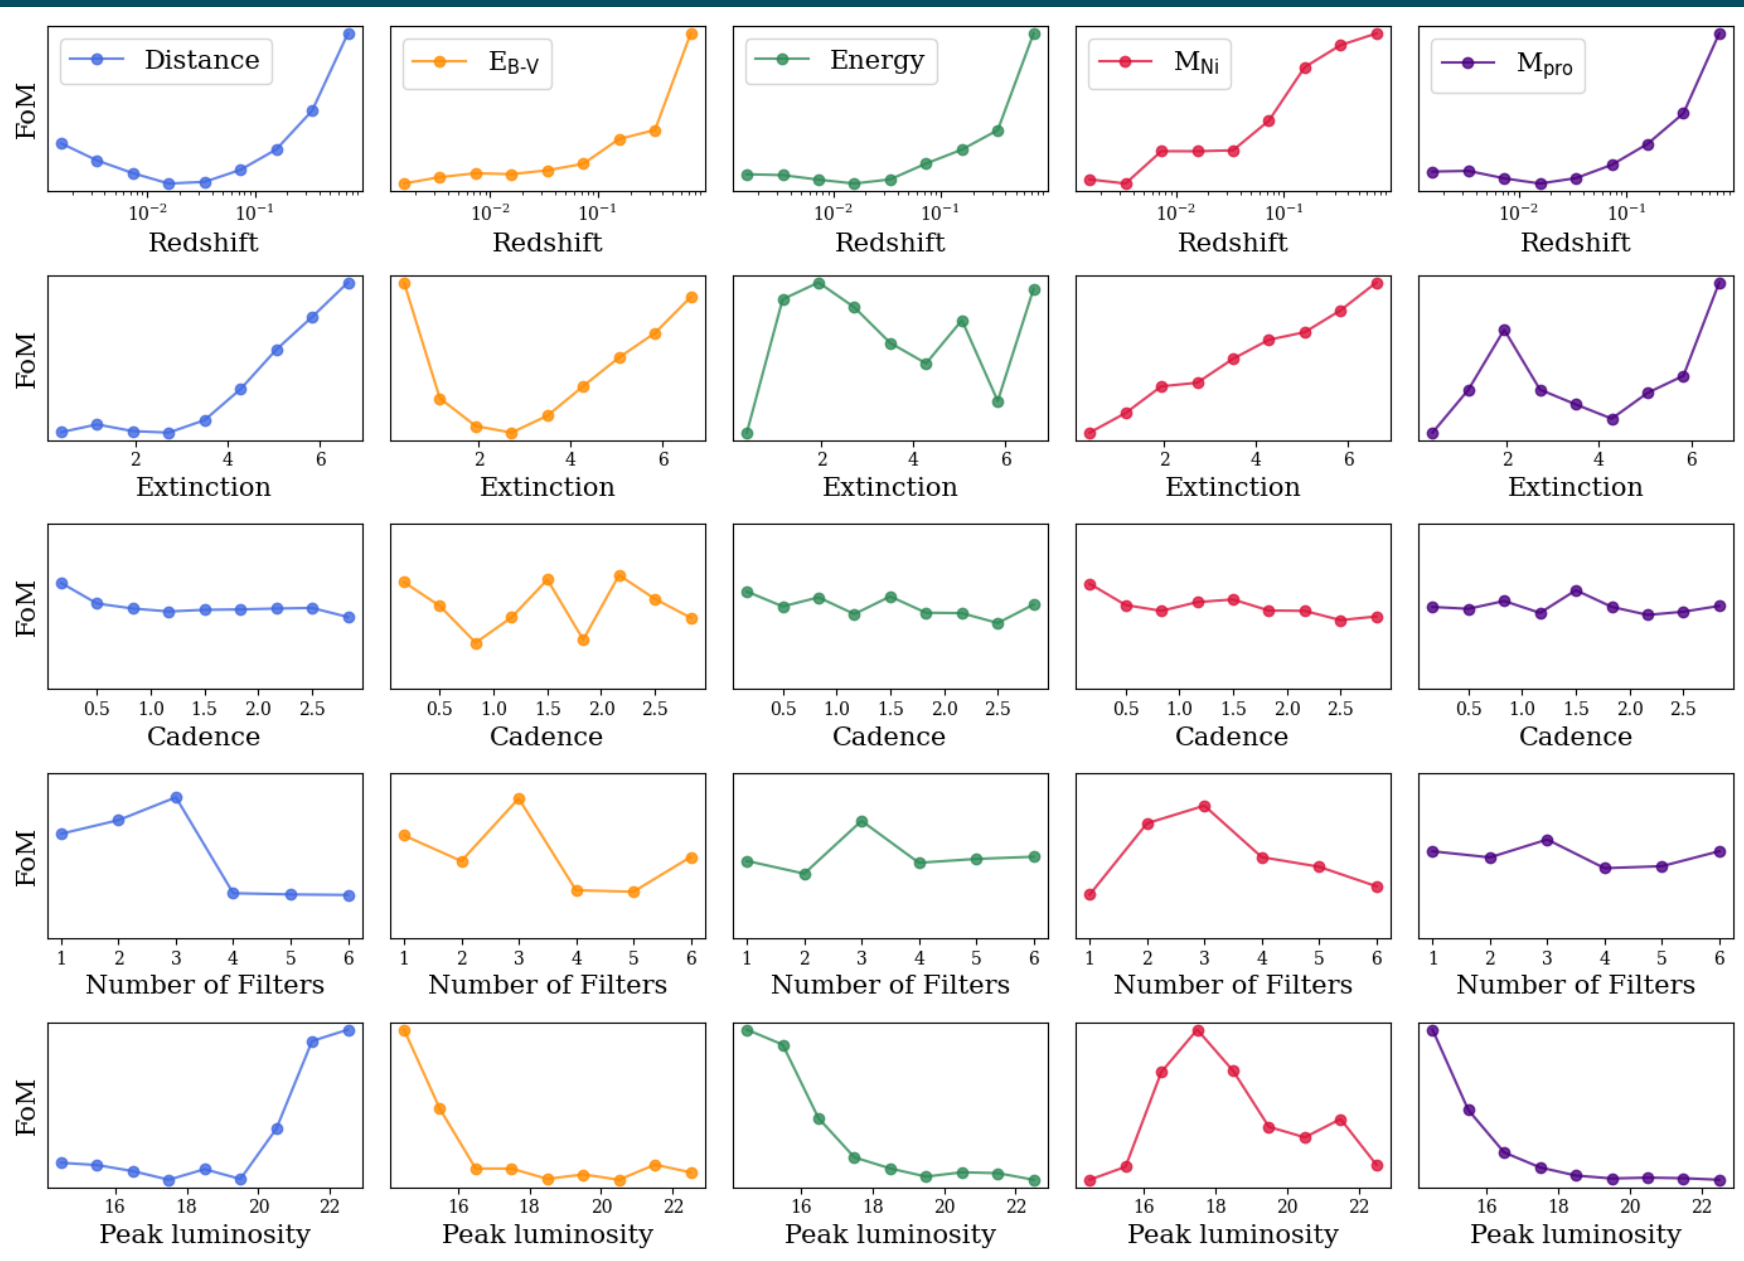 FoM
Distance
E_B-V
Energy
M_Ni
M_pro
10^-2 10^-1 10^-2 10^-1 10^-2 10^-1 10^-2 10^-1 10^-2 10^-1
Redshift Redshift Redshift Redshift Redshift
FoM
2 4 6 2 4 6 2 4 6 2 4 6 2 4 6
Extinction Extinction Extinction Extinction Extinction
FoM
0.5 1.0 1.5 2.0 2.5 0.5 1.0 1.5 2.0 2.5 0.5 1.0 1.5 2.0 2.5 0.5 1.0 1.5 2.0 2.5 0.5 1.0 1.5 2.0 2.5
Cadence Cadence Cadence Cadence Cadence
FoM
1 2 3 4 5 6 1 2 3 4 5 6 1 2 3 4 5 6 1 2 3 4 5 6 1 2 3 4 5 6
Number of Filters Number of Filters Number of Filters Number of Filters Number of Filters
FoM
16 18 20 22 16 18 20 22 16 18 20 22 16 18 20 22 16 18 20 22
Peak luminosity Peak luminosity Peak luminosity Peak luminosity Peak luminosity